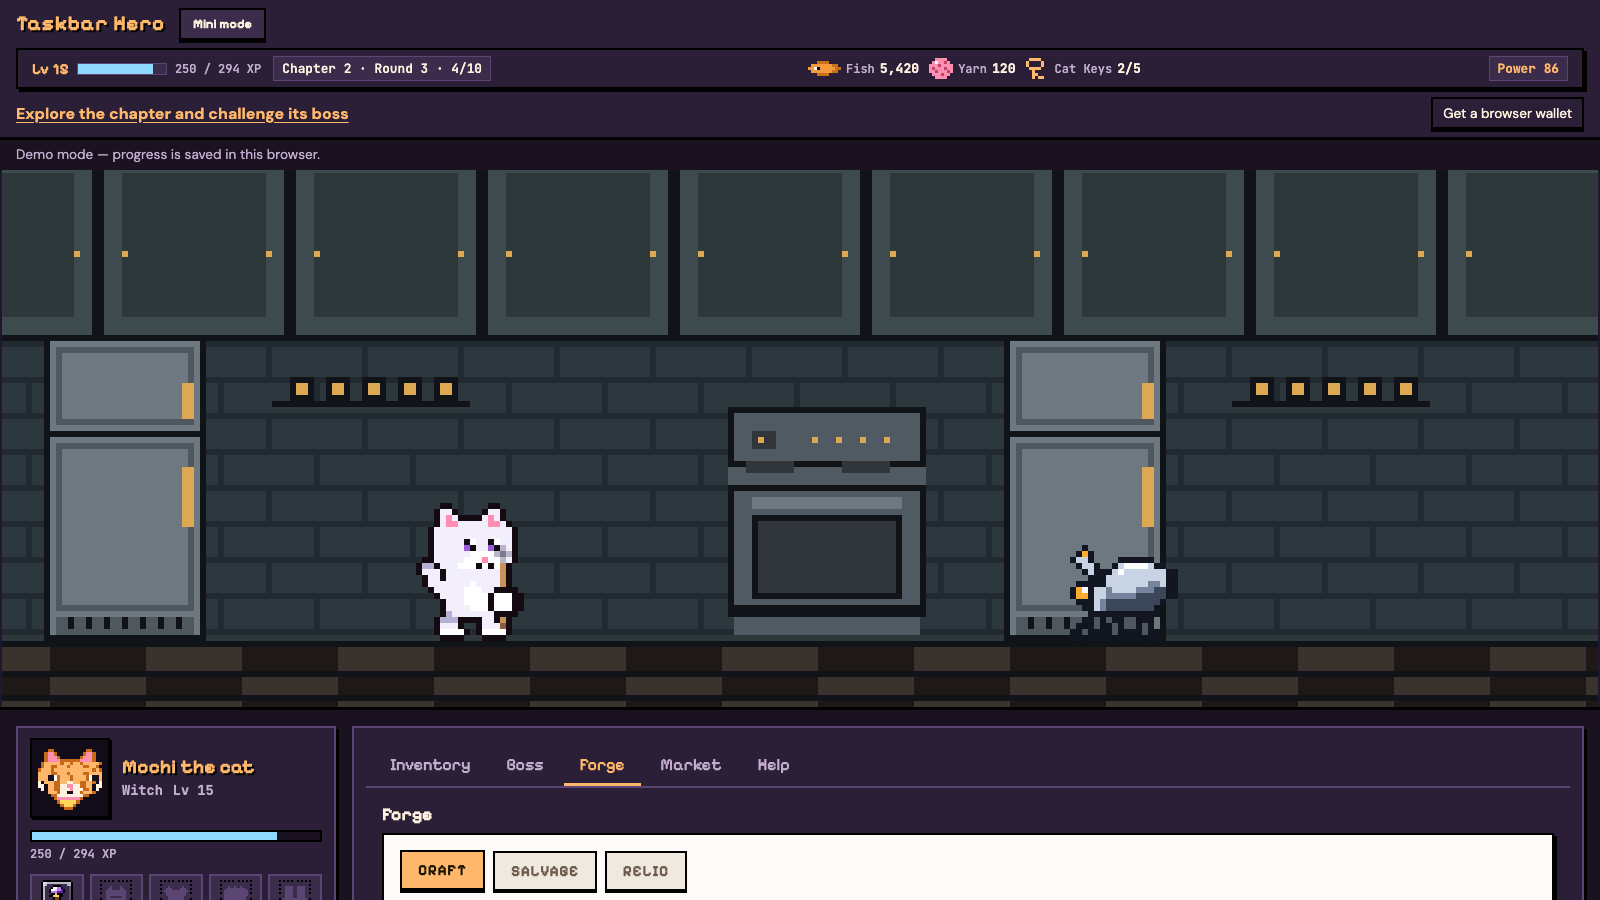 Taskbar Hero
Mini mode
Lv 18
250 / 294 XP
Chapter 2 · Round 3 · 4/10
Fish 5,420
Yarn 120
Cat Keys 2/5
Power 86
Explore the chapter and challenge its boss
Get a browser wallet
Demo mode — progress is saved in this browser.
Mochi the cat
Witch Lv 15
250 / 294 XP
Inventory
Boss
Forge
Market
Help
Forge
CRAFT
SALVAGE
RELIC